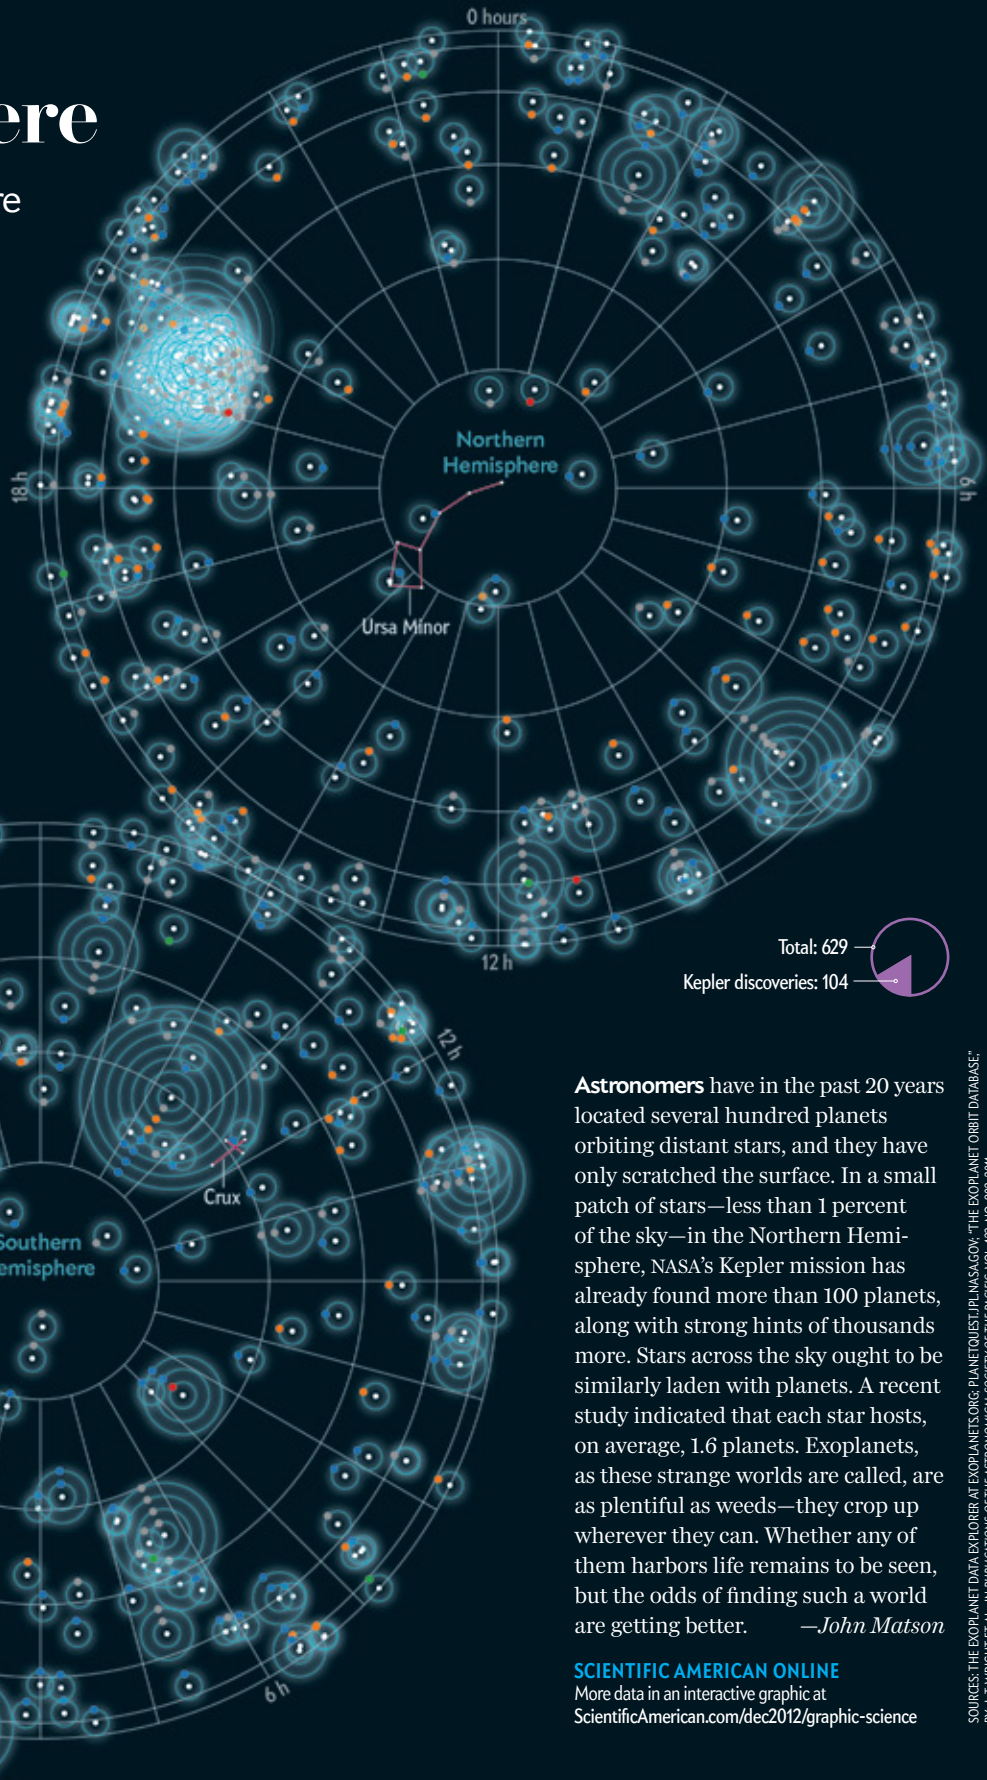 ere
re
0 hours
Northern
Hemisphere
18 h
6 h
Ursa Minor
12 h
Total: 629
Kepler discoveries: 104
12 h
Crux
Southern
emisphere
6 h
Astronomers have in the past 20 years
located several hundred planets
orbiting distant stars, and they have
only scratched the surface. In a small
patch of stars—less than 1 percent
of the sky—in the Northern Hemi-
sphere, NASA’s Kepler mission has
already found more than 100 planets,
along with strong hints of thousands
more. Stars across the sky ought to be
similarly laden with planets. A recent
study indicated that each star hosts,
on average, 1.6 planets. Exoplanets,
as these strange worlds are called, are
as plentiful as weeds—they crop up
wherever they can. Whether any of
them harbors life remains to be seen,
but the odds of finding such a world
are getting better. —John Matson
SCIENTIFIC AMERICAN ONLINE
More data in an interactive graphic at
ScientificAmerican.com/dec2012/graphic-science
SOURCES: THE EXOPLANET DATA EXPLORER AT EXOPLANETS.ORG; PLANETQUEST.JPL.NASA.GOV; “THE EXOPLANET ORBIT DATABASE,”